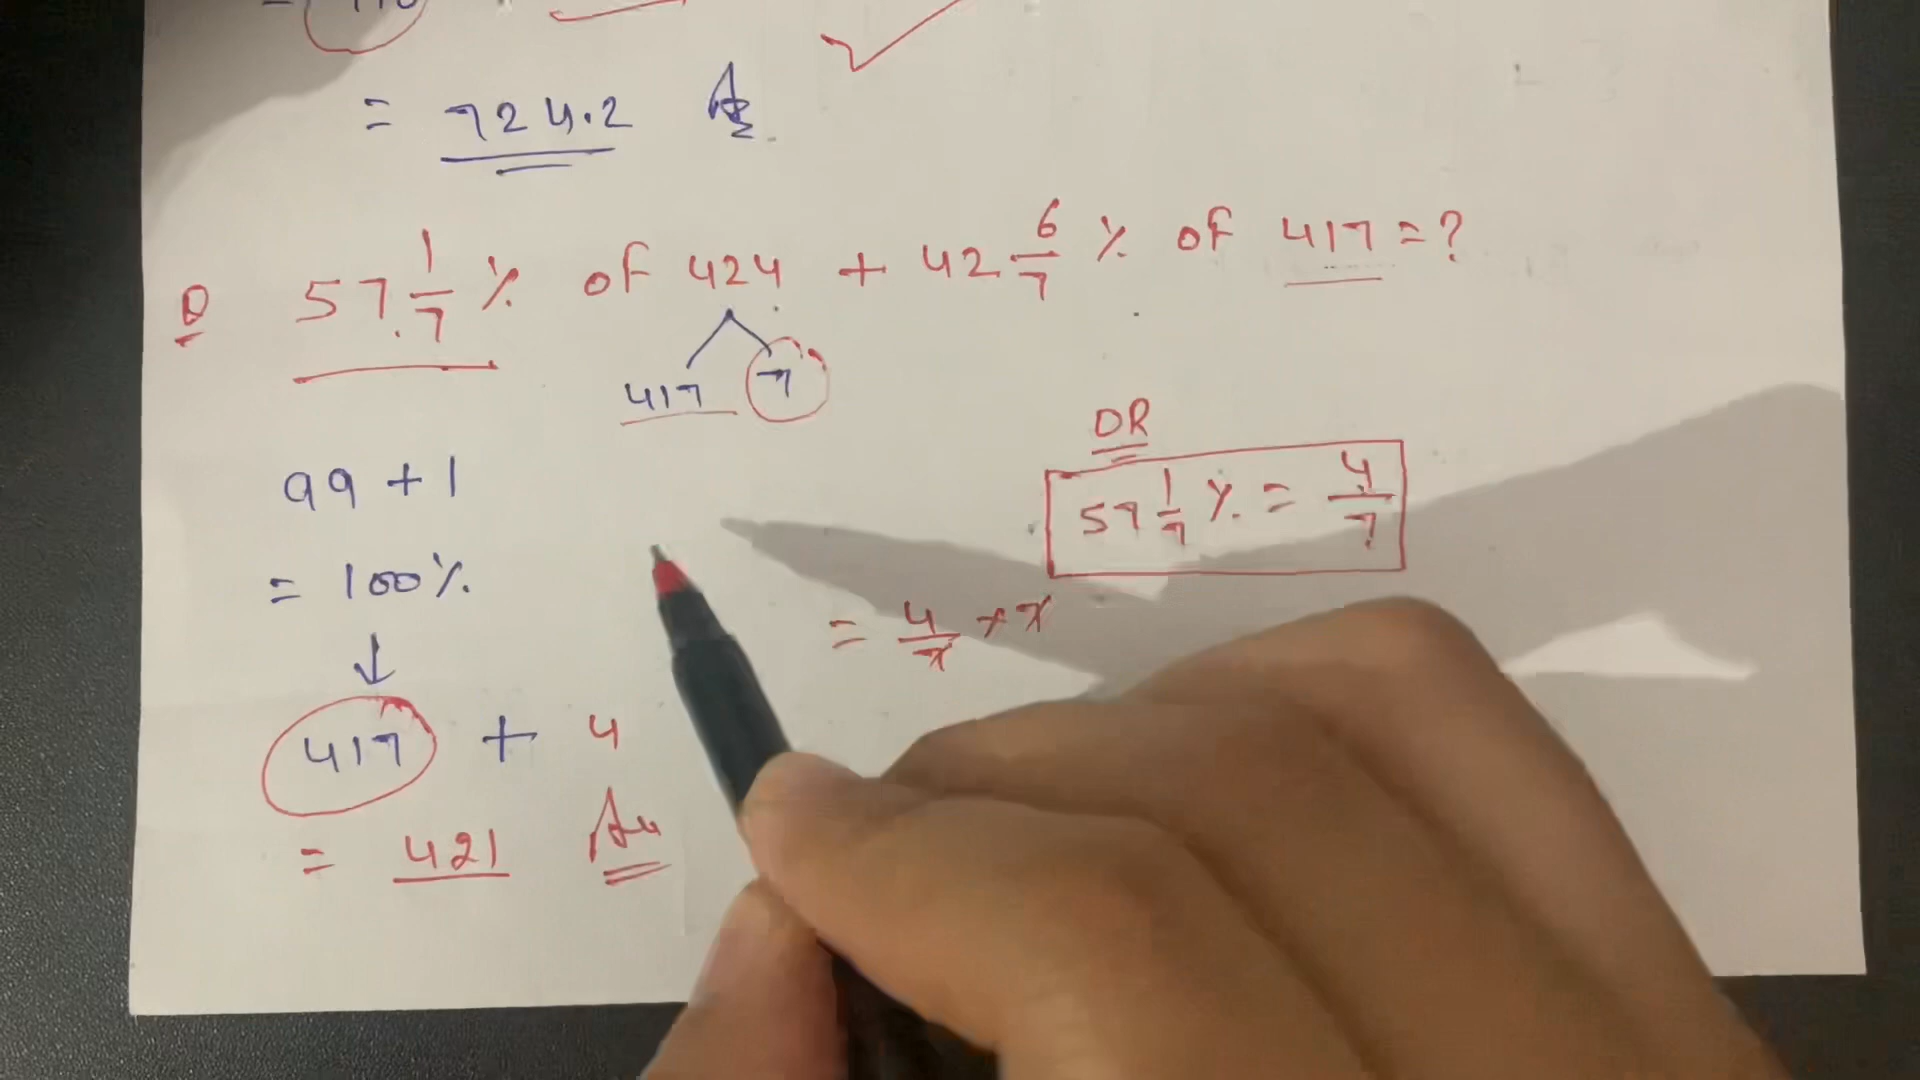 = 724.2 Ans
Q 57 1/7 % of 424 + 42 6/7 % of 417 = ?
417 7
OR
99 + 1
57 1/7 % = 4/7
= 100%
= 4/7 × 7
↓
417 + 4
= 421 Ans